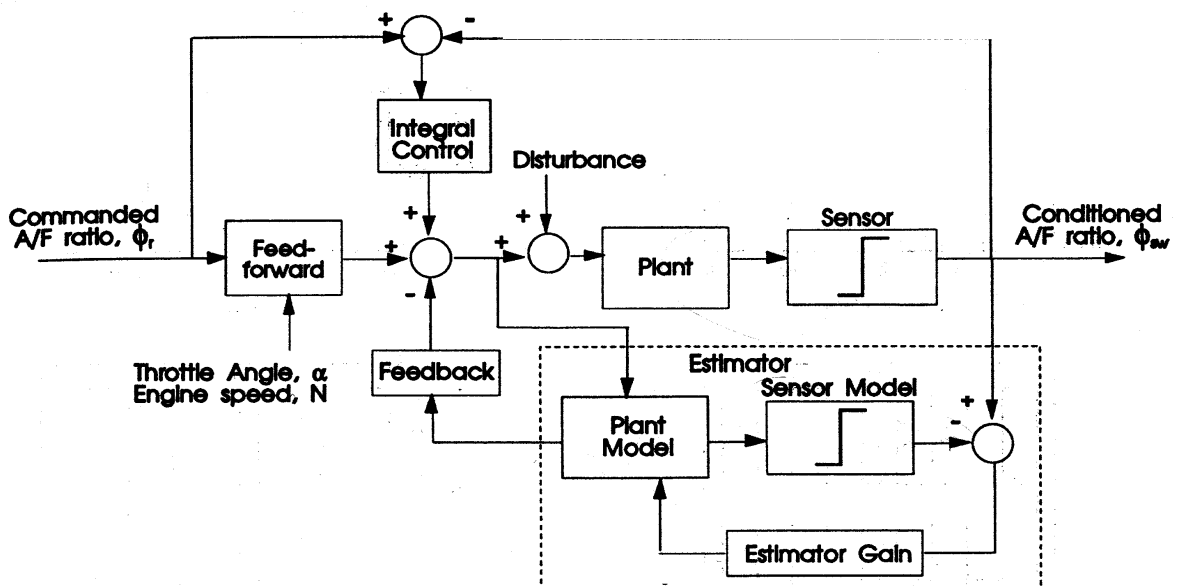 +
-
Integral
Control
Disturbance
Commanded
A/F ratio, ϕr
+
+
Sensor
Conditioned
A/F ratio, ϕsw
Feed-
forward
+
+
Plant
-
Throttle Angle, α
Engine speed, N
Feedback
Estimator
Sensor Model
Plant
Model
+
-
Estimator Gain